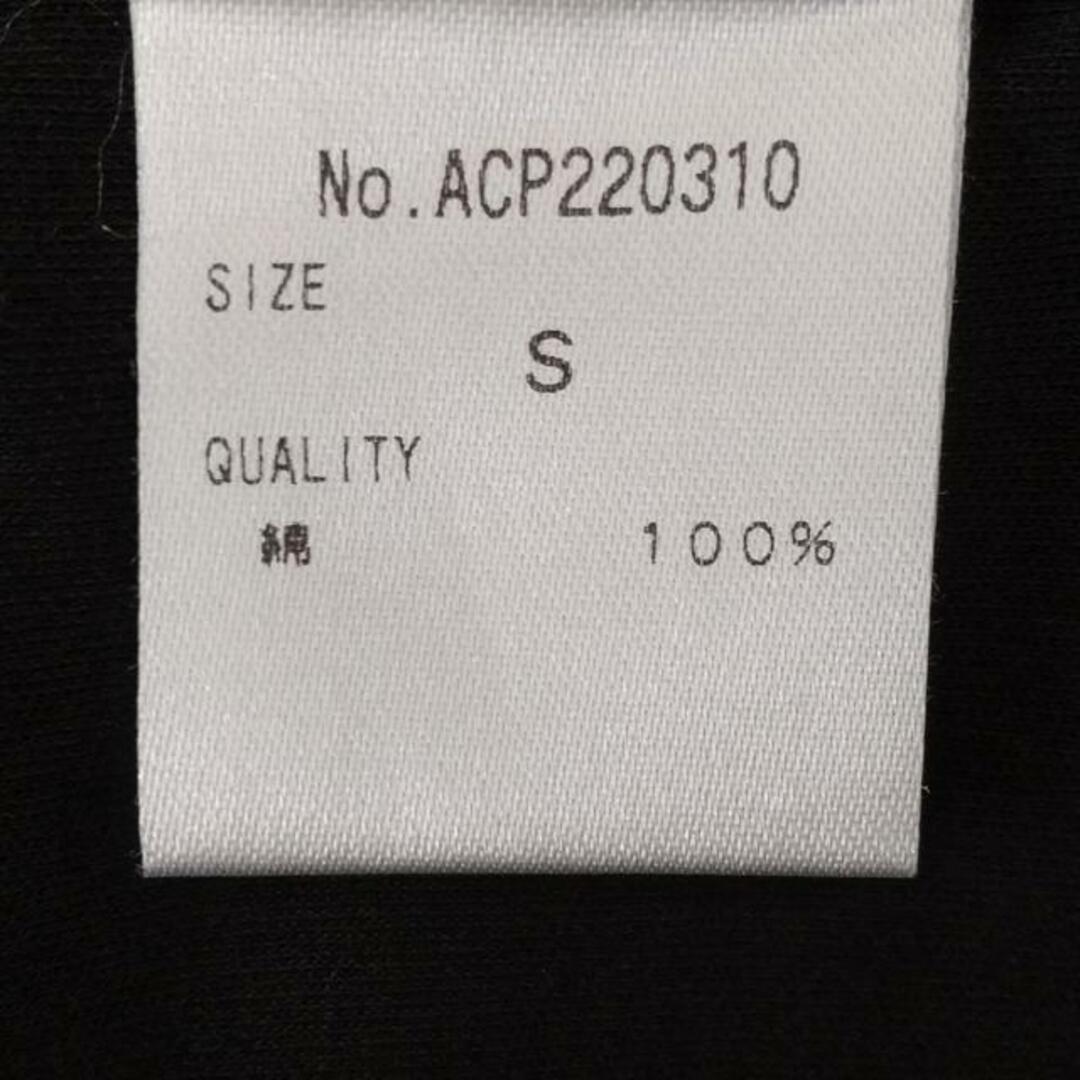 No.ACP220310
SIZE
S
QUALITY
綿 100%